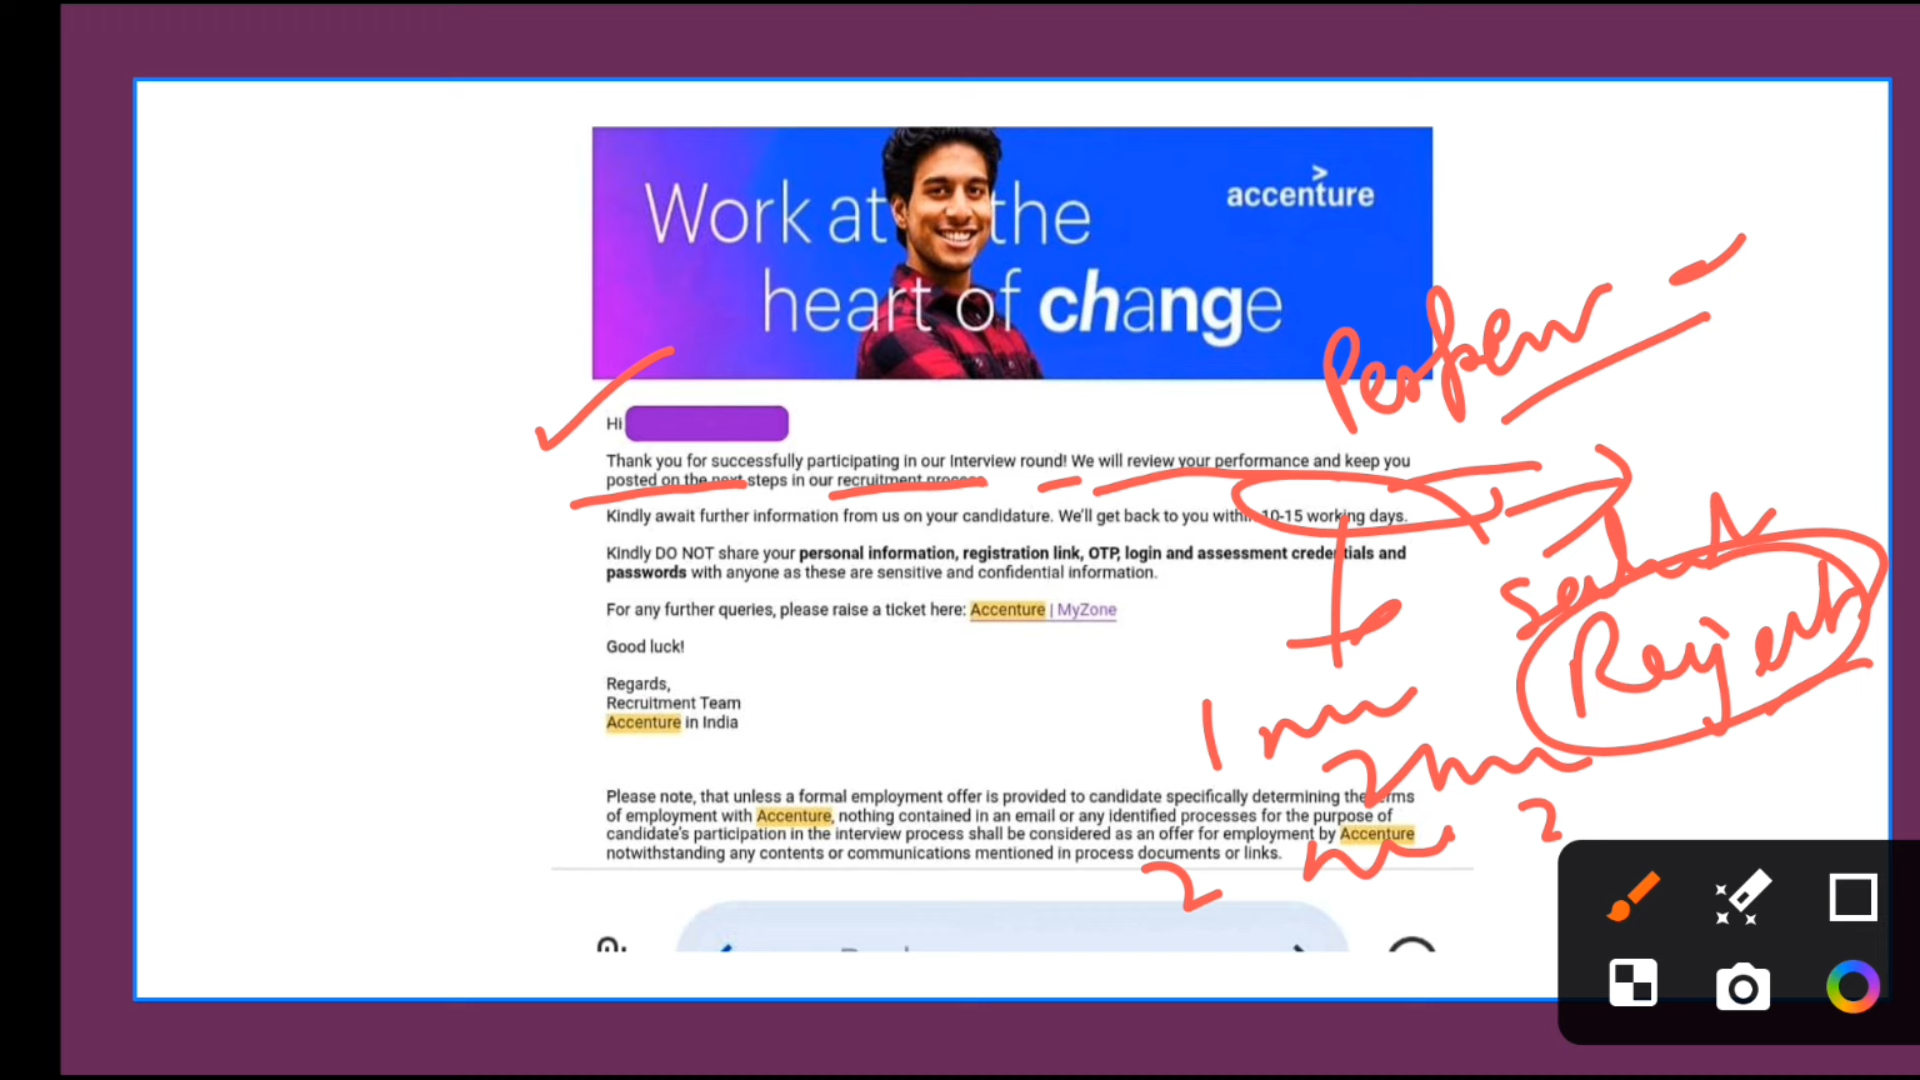 Work at the
heart of change
accenture
Hi
Thank you for successfully participating in our Interview round! We will review your performance and keep you
posted on the next steps in our recruitment process
Kindly await further information from us on your candidature. We'll get back to you within 10-15 working days.
Kindly DO NOT share your personal information, registration link, OTP, login and assessment credentials and
passwords with anyone as these are sensitive and confidential information.
For any further queries, please raise a ticket here: Accenture | MyZone
Good luck!
Regards,
Recruitment Team
Accenture in India
Please note, that unless a formal employment offer is provided to candidate specifically determining the terms
of employment with Accenture, nothing contained in an email or any identified processes for the purpose of
candidate's participation in the interview process shall be considered as an offer for employment by Accenture
notwithstanding any contents or communications mentioned in process documents or links.
1
2
2
2